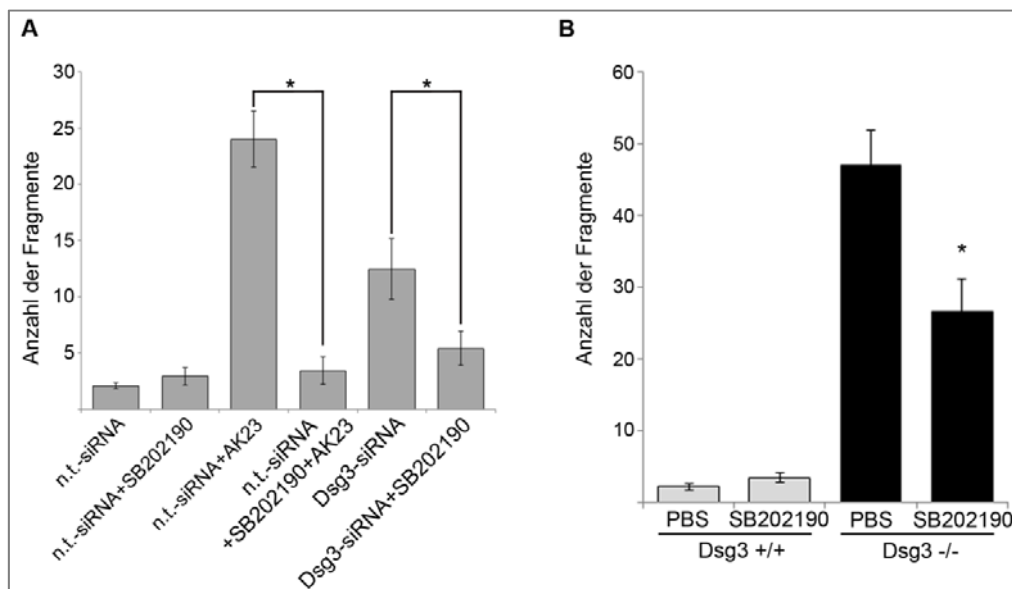 A
Anzahl der Fragmente
30
25
20
15
10
5
*
*
n.t.-siRNA
n.t.-siRNA+SB202190
n.t.-siRNA+AK23
n.t.-siRNA
+SB202190+AK23
Dsg3-siRNA
Dsg3-siRNA+SB202190
B
Anzahl der Fragmente
60
50
40
30
20
10
*
PBS SB202190 PBS SB202190
Dsg3 +/+ Dsg3 -/-